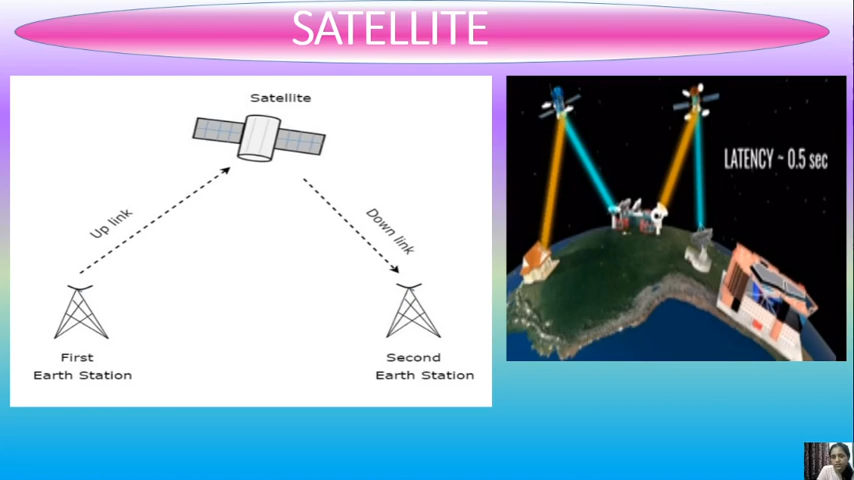 SATELLITE
Satellite
Up link
Down link
First
Earth Station
Second
Earth Station
LATENCY ~ 0.5 sec